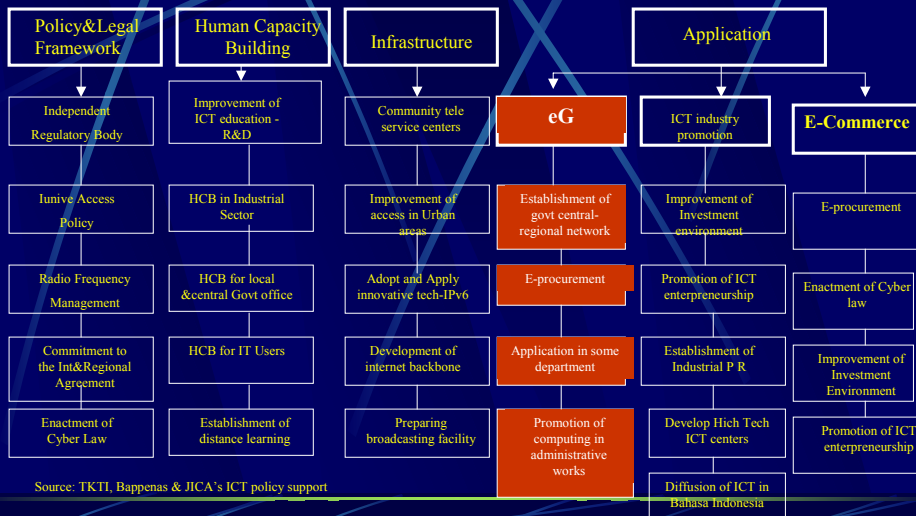 Policy&Legal
Framework
Human Capacity
Building
Infrastructure
Application
Independent
Regulatory Body
Iunive Access
Policy
Radio Frequency
Management
Commitment to
the Int&Regional
Agreement
Enactment of
Cyber Law
Improvement of
ICT education -
R&D
HCB in Industrial
Sector
HCB for local
&central Govt office
HCB for IT Users
Establishment of
distance learning
Community tele
service centers
Improvement of
access in Urban
areas
Adopt and Apply
innovative tech-IPv6
Development of
internet backbone
Preparing
broadcasting facility
eG
Establishment of
govt central-
regional network
E-procurement
Application in some
department
Promotion of
computing in
administrative
works
ICT industry
promotion
Improvement of
Investment
environment
Promotion of ICT
enterpreneurship
Establishment of
Industrial P R
Develop Hich Tech
ICT centers
Diffusion of ICT in
Bahasa Indonesia
E-Commerce
E-procurement
Enactment of Cyber
law
Improvement of
Investment
Environment
Promotion of ICT
enterpreneurship
Source: TKTI, Bappenas & JICA's ICT policy support